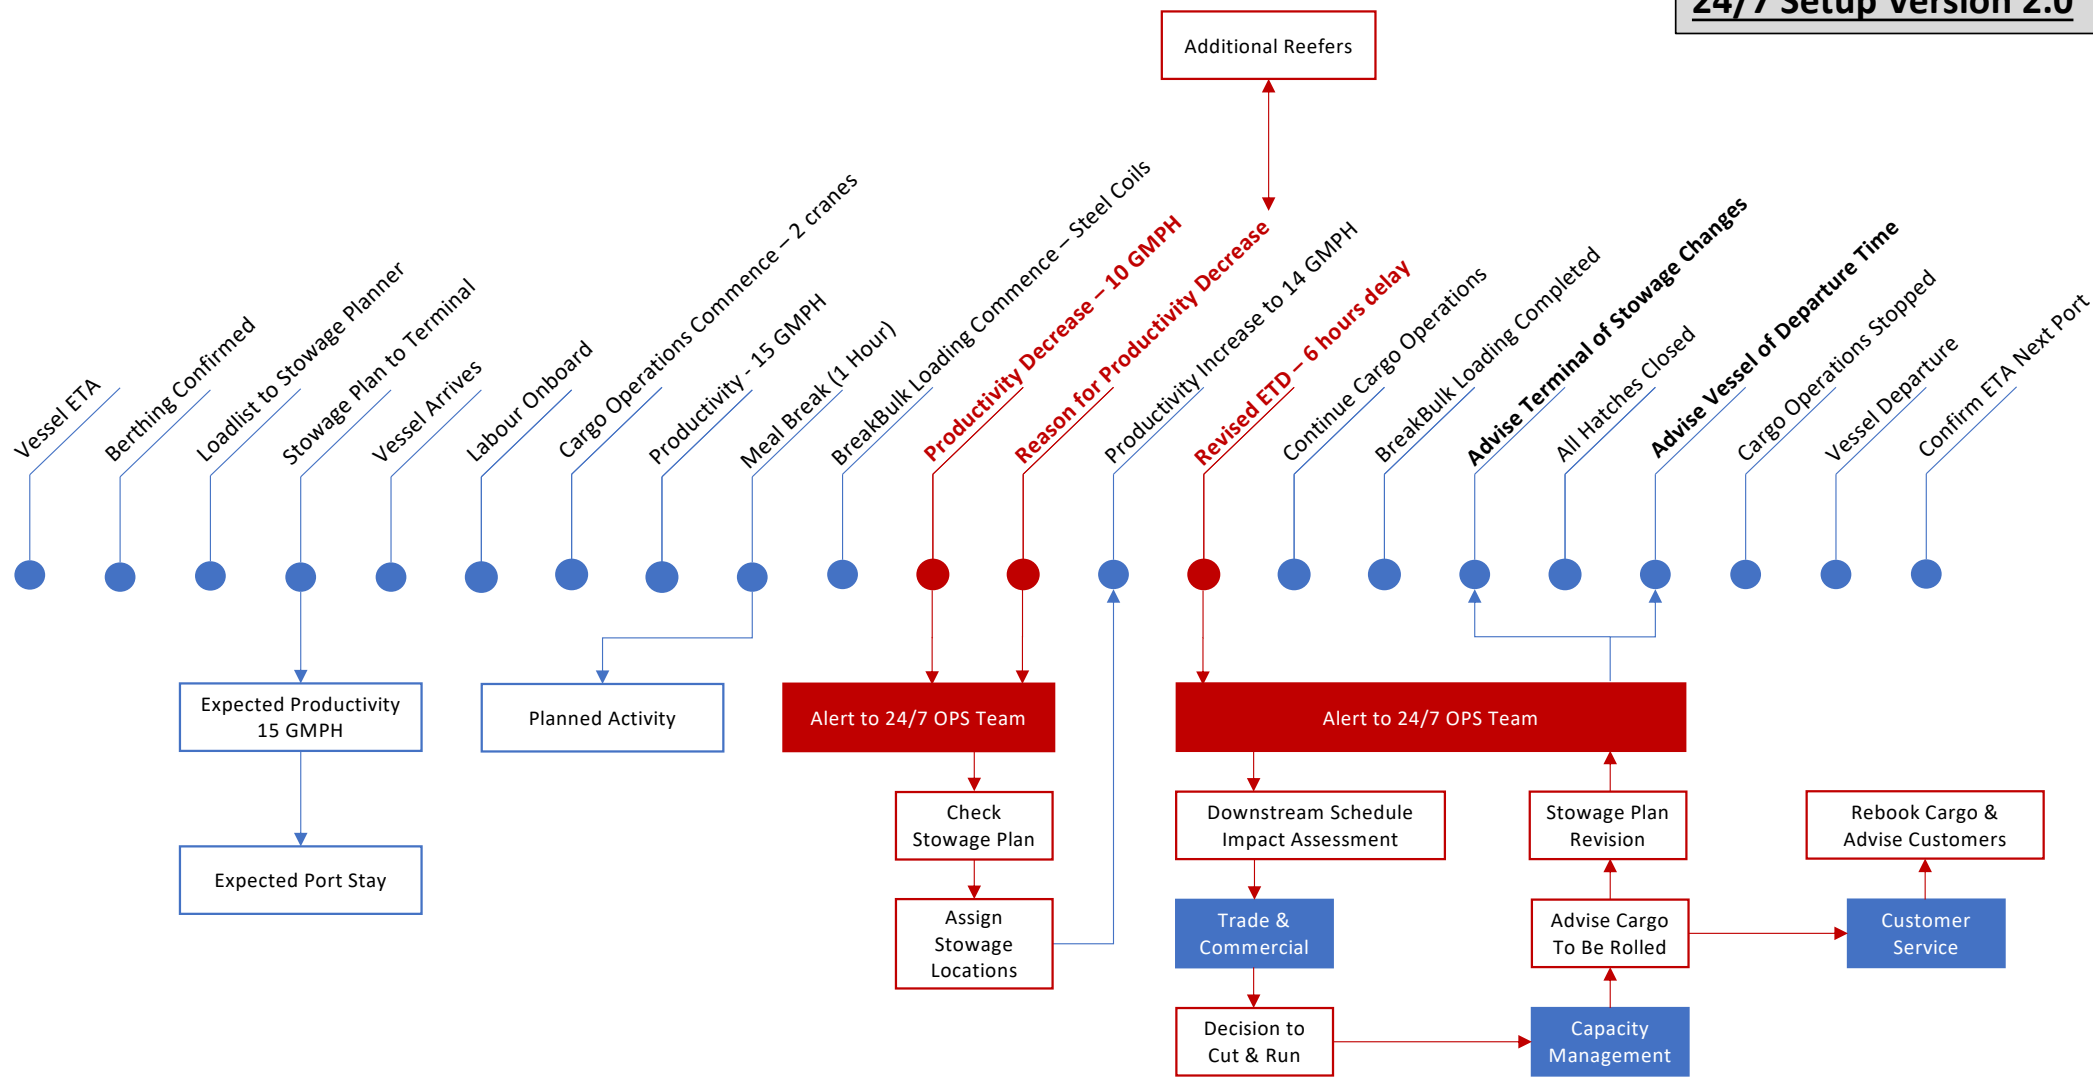 24/7 Setup Version 2.0
Additional Reefers
Vessel ETA
Berthing Confirmed
Loadlist to Stowage Planner
Stowage Plan to Terminal
Vessel Arrives
Labour Onboard
Cargo Operations Commence – 2 cranes
Productivity - 15 GMPH
Meal Break (1 Hour)
BreakBulk Loading Commence – Steel Coils
Productivity Decrease – 10 GMPH
Reason for Productivity Decrease
Productivity Increase to 14 GMPH
Revised ETD – 6 hours delay
Continue Cargo Operations
BreakBulk Loading Completed
Advise Terminal of Stowage Changes
All Hatches Closed
Advise Vessel of Departure Time
Cargo Operations Stopped
Vessel Departure
Confirm ETA Next Port
Expected Productivity
15 GMPH
Planned Activity
Alert to 24/7 OPS Team
Alert to 24/7 OPS Team
Check
Stowage Plan
Downstream Schedule
Impact Assessment
Stowage Plan
Revision
Rebook Cargo &
Advise Customers
Expected Port Stay
Assign
Stowage
Locations
Trade &
Commercial
Advise Cargo
To Be Rolled
Customer
Service
Decision to
Cut & Run
Capacity
Management